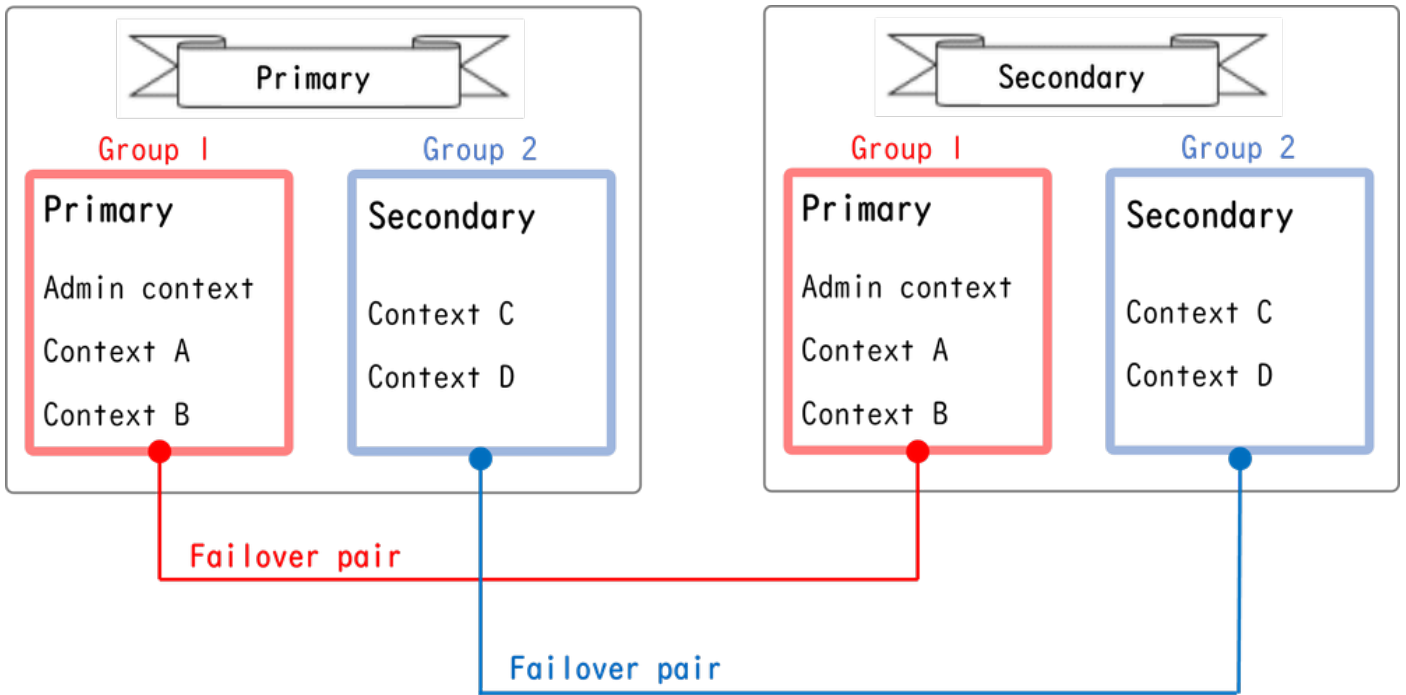 Primary
Group 1
Group 2
Primary
Admin context
Context A
Context B
Secondary
Context C
Context D
Secondary
Group 1
Group 2
Primary
Admin context
Context A
Context B
Secondary
Context C
Context D
Failover pair
Failover pair